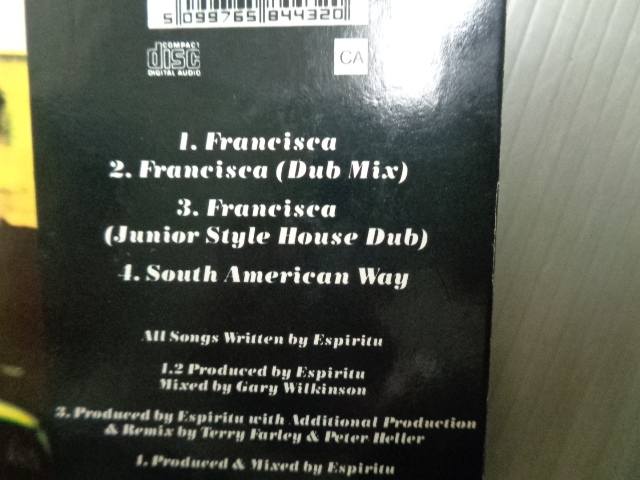 5 099765 844320
COMPACT
disc
DIGITAL AUDIO
CA
1. Francisca
2. Francisca (Dub Mix)
3. Francisca
(Junior Style House Dub)
4. South American Way
All Songs Written by Espiritu
1.2 Produced by Espiritu
Mixed by Gary Wilkinson
3. Produced by Espiritu with Additional Production
& Remix by Terry Farley & Peter Heller
4. Produced & Mixed by Espiritu